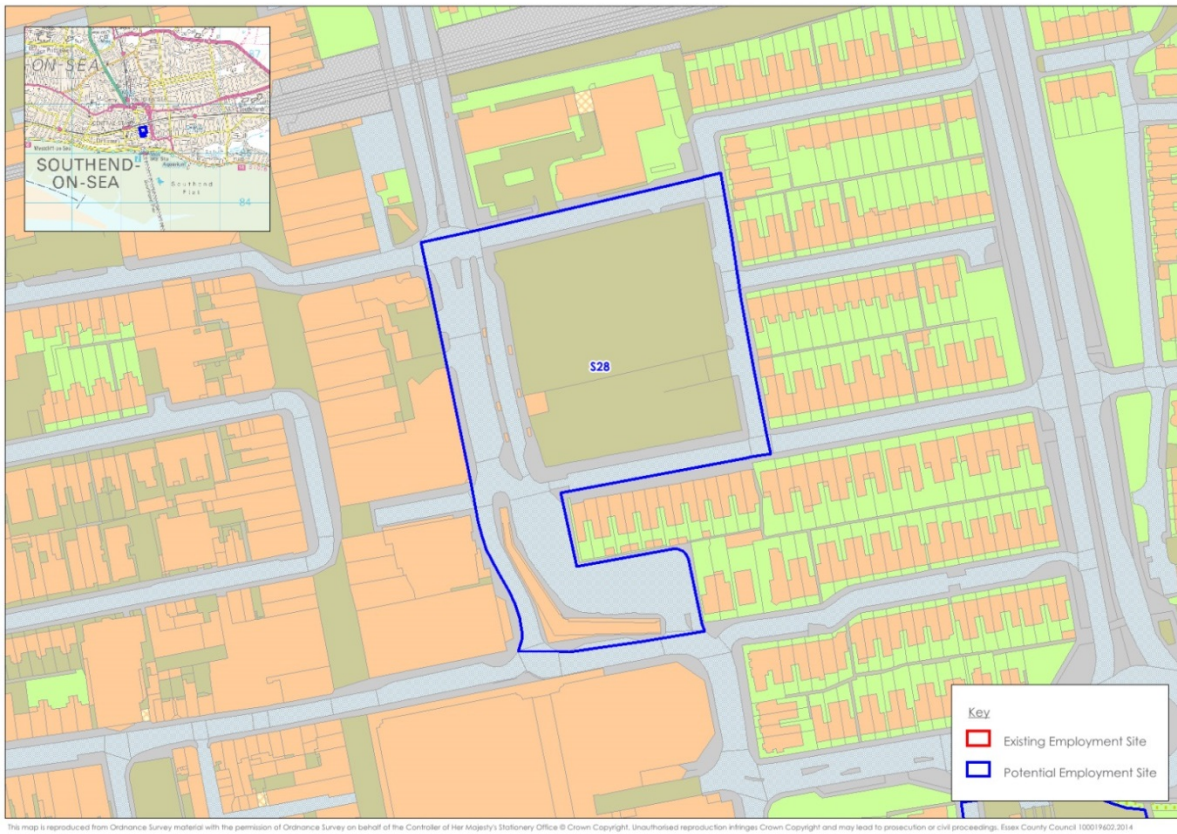 ON-SEA
SOUTHEND-
ON-SEA
Southend
Flat
84
S28
Key
Existing Employment Site
Potential Employment Site
This map is reproduced from Ordnance Survey material with the permission of Ordnance Survey on behalf of the Controller of Her Majesty's Stationery Office © Crown Copyright. Unauthorised reproduction infringes Crown Copyright and may lead to prosecution or civil proceedings. Essex County Council 100019602.2014